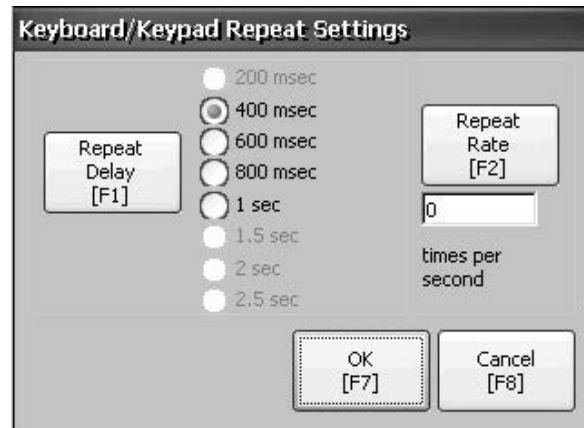 Keyboard/Keypad Repeat Settings
Repeat
Delay
[F1]
200 msec
400 msec
600 msec
800 msec
1 sec
1.5 sec
2 sec
2.5 sec
Repeat
Rate
[F2]
0
times per
second
OK
[F7]
Cancel
[F8]